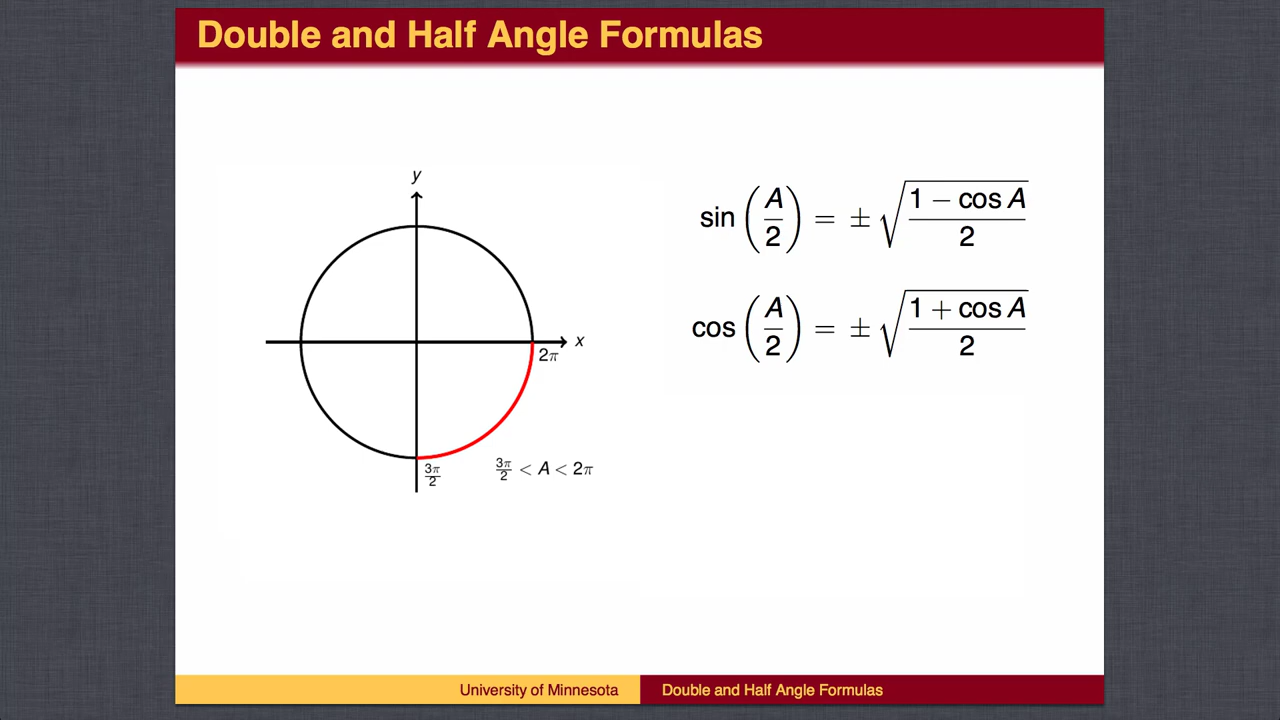 Double and Half Angle Formulas
y
x
2π
3π/2
3π/2 < A < 2π
sin (A/2) = ± √((1 − cos A)/2)
cos (A/2) = ± √((1 + cos A)/2)
University of Minnesota
Double and Half Angle Formulas